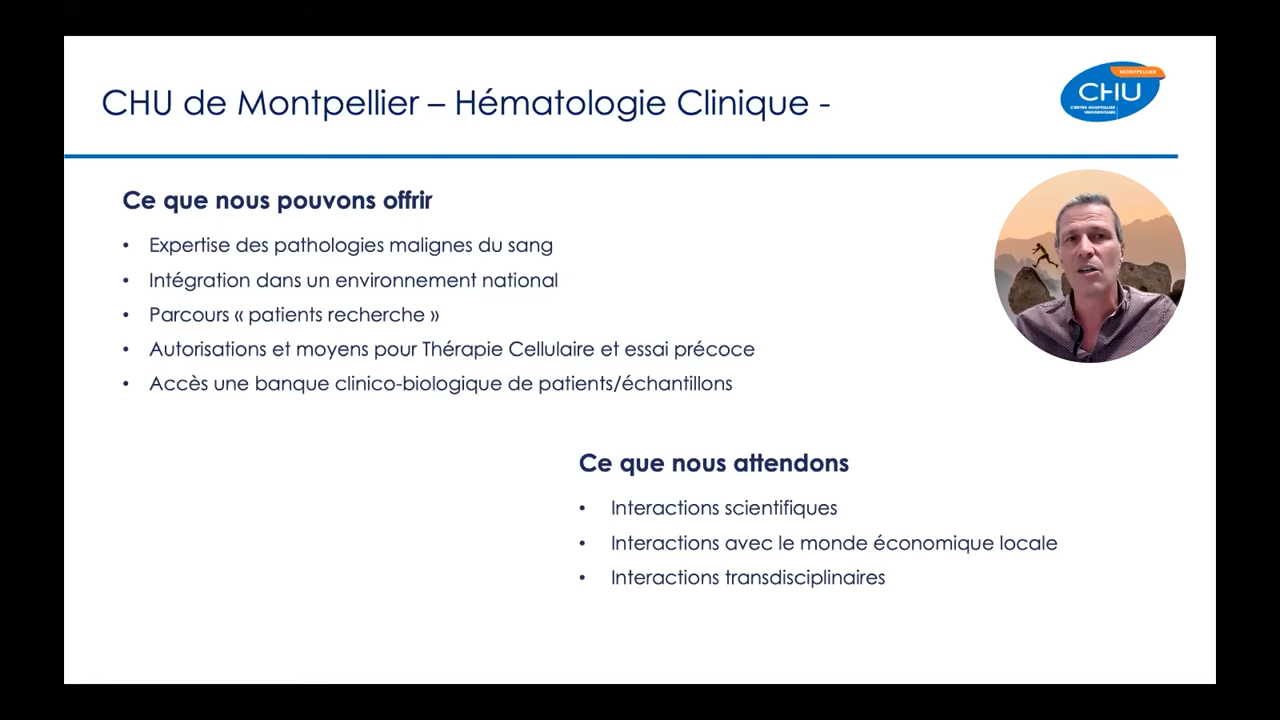 CHU de Montpellier – Hématologie Clinique -
MONTPELLIER
CHU
CENTRE HOSPITALIER
UNIVERSITAIRE
Ce que nous pouvons offrir
• Expertise des pathologies malignes du sang
• Intégration dans un environnement national
• Parcours « patients recherche »
• Autorisations et moyens pour Thérapie Cellulaire et essai précoce
• Accès une banque clinico-biologique de patients/échantillons
Ce que nous attendons
• Interactions scientifiques
• Interactions avec le monde économique locale
• Interactions transdisciplinaires